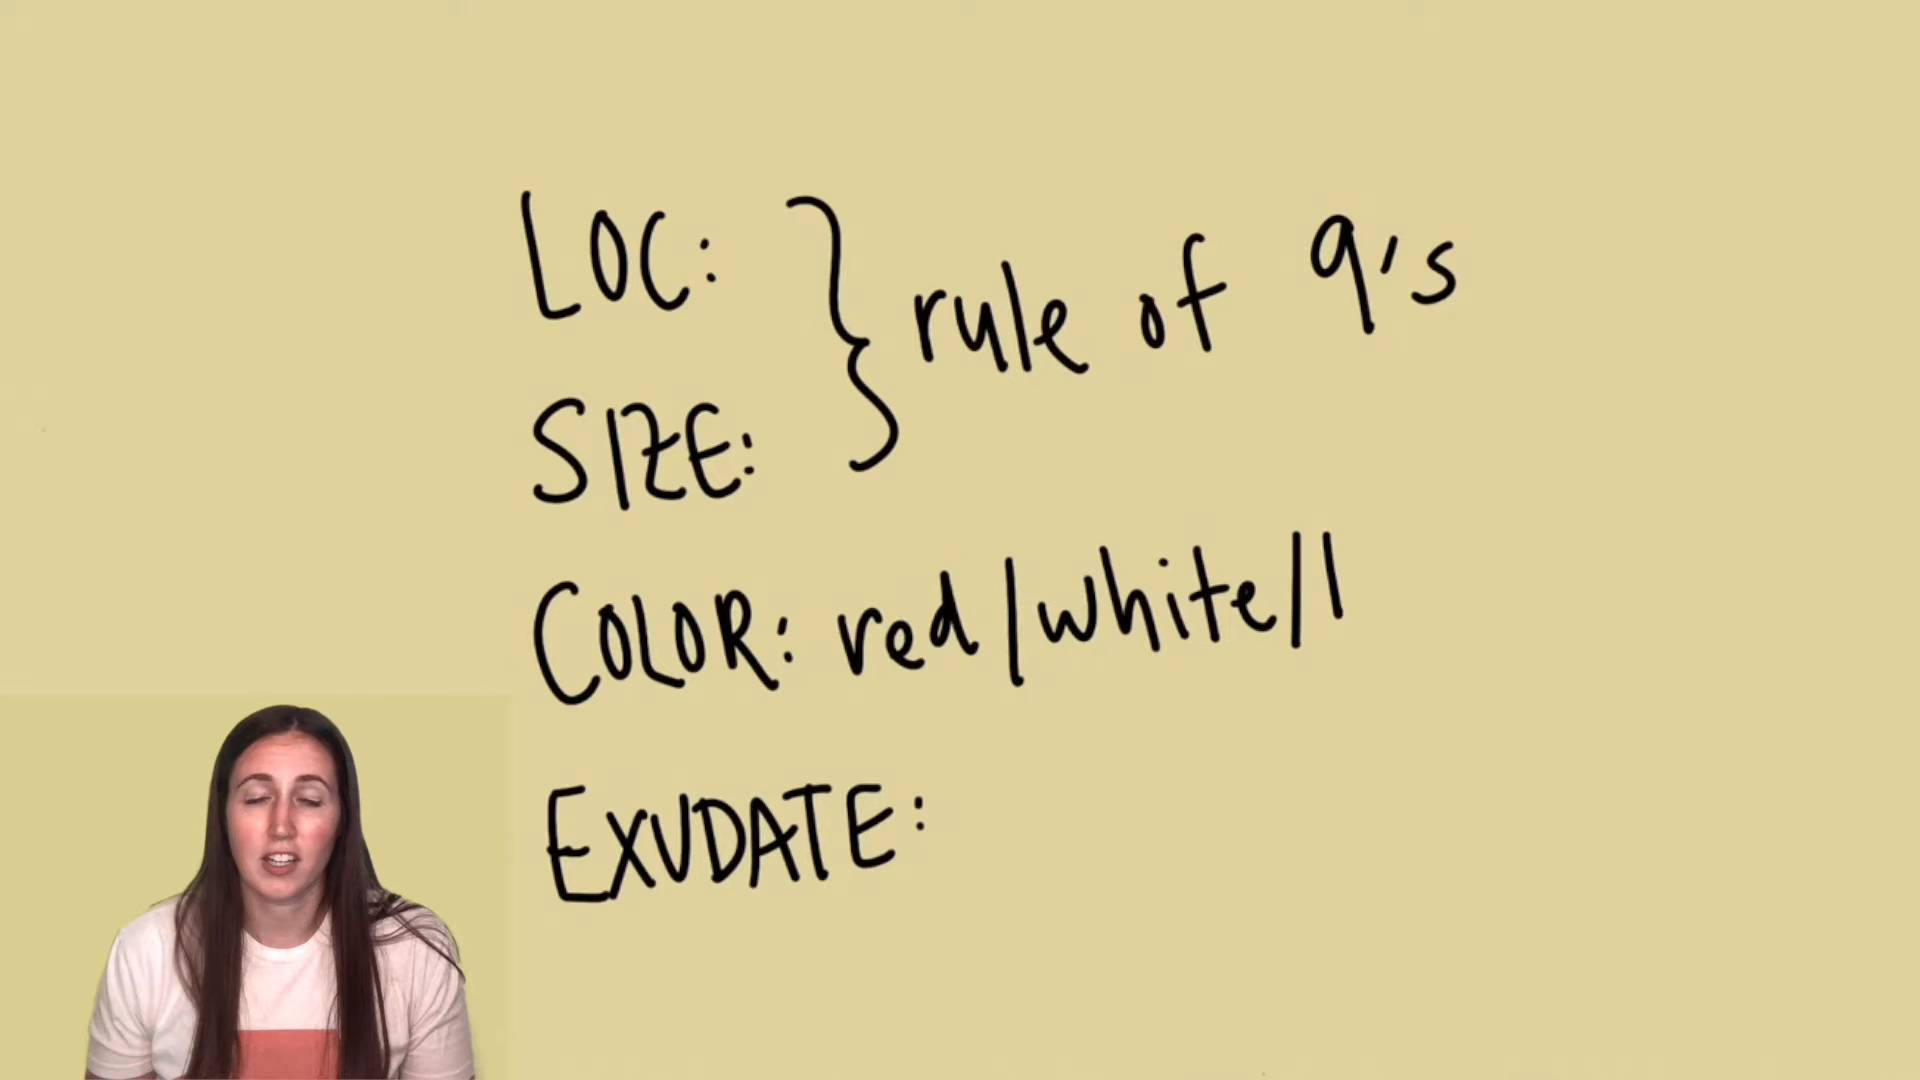 LOC:
rule of 9's
SIZE:
COLOR: red/white/
EXUDATE: